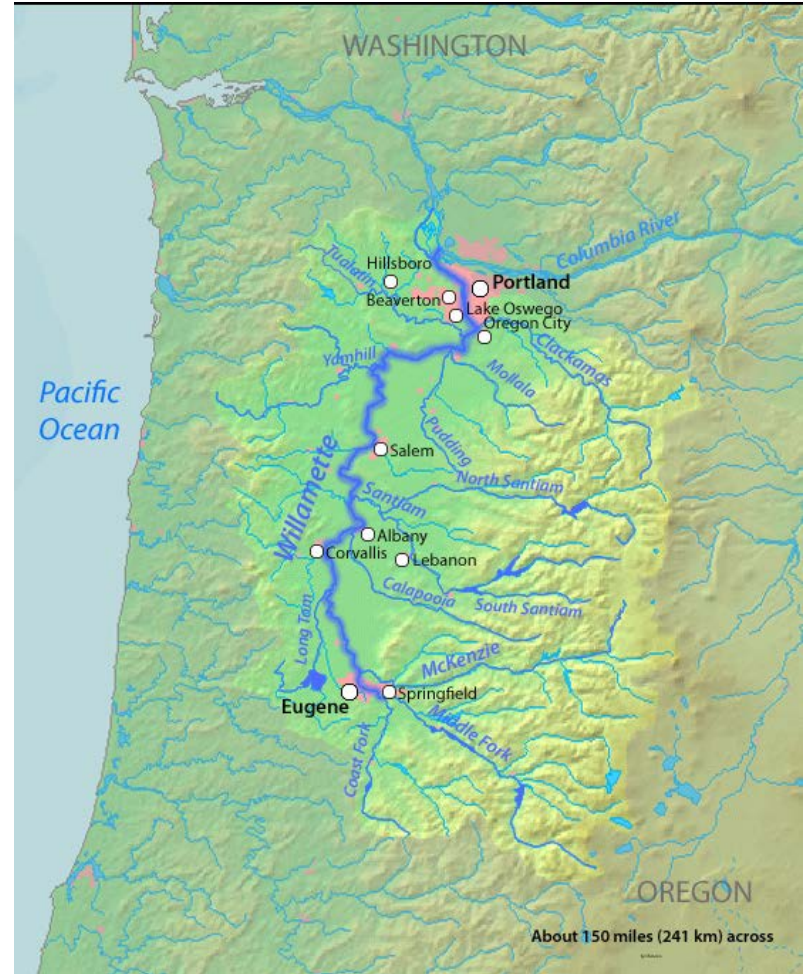 WASHINGTON
Columbia River
Tualatin
Hillsboro
Portland
Beaverton
Lake Oswego
Oregon City
Clackamas
Yamhill
Mollala
Pacific
Ocean
Pudding
Salem
Willamette
North Santiam
Santiam
Albany
Corvallis
Lebanon
Calapooia
South Santiam
Long Tom
McKenzie
Eugene
Springfield
Middle Fork
Coast Fork
OREGON
About 150 miles (241 km) across